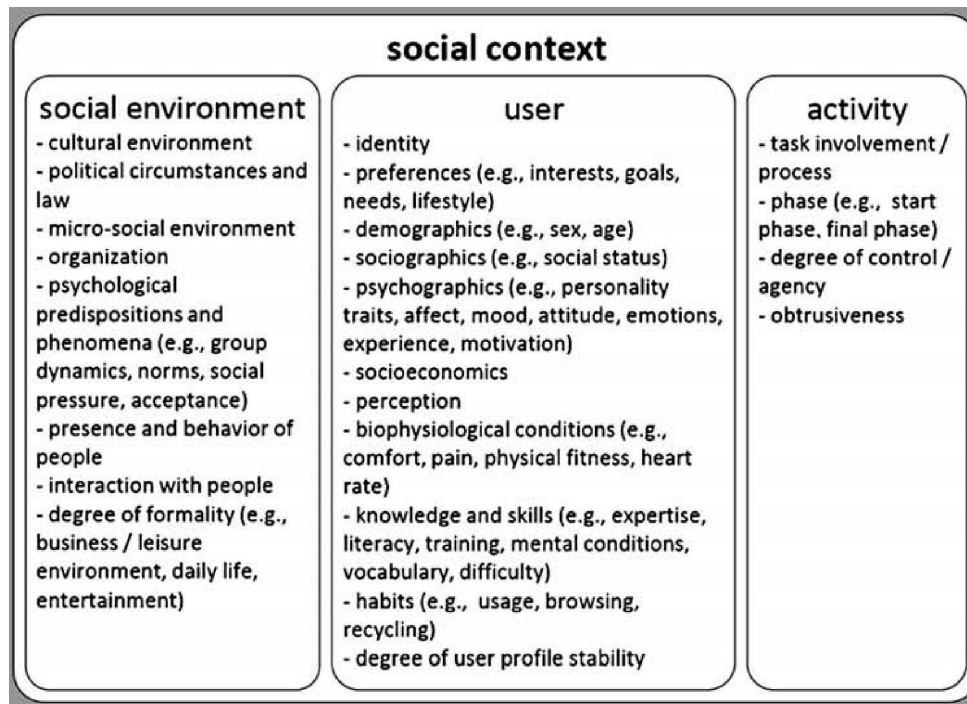 social context
social environment
- cultural environment
- political circumstances and
law
- micro-social environment
- organization
- psychological
predispositions and
phenomena (e.g., group
dynamics, norms, social
pressure, acceptance)
- presence and behavior of
people
- interaction with people
- degree of formality (e.g.,
business / leisure
environment, daily life,
entertainment)
user
- identity
- preferences (e.g., interests, goals,
needs, lifestyle)
- demographics (e.g., sex, age)
- sociographics (e.g., social status)
- psychographics (e.g., personality
traits, affect, mood, attitude, emotions,
experience, motivation)
- socioeconomics
- perception
- biophysiological conditions (e.g.,
comfort, pain, physical fitness, heart
rate)
- knowledge and skills (e.g., expertise,
literacy, training, mental conditions,
vocabulary, difficulty)
- habits (e.g., usage, browsing,
recycling)
- degree of user profile stability
activity
- task involvement /
process
- phase (e.g., start
phase, final phase)
- degree of control /
agency
- obtrusiveness